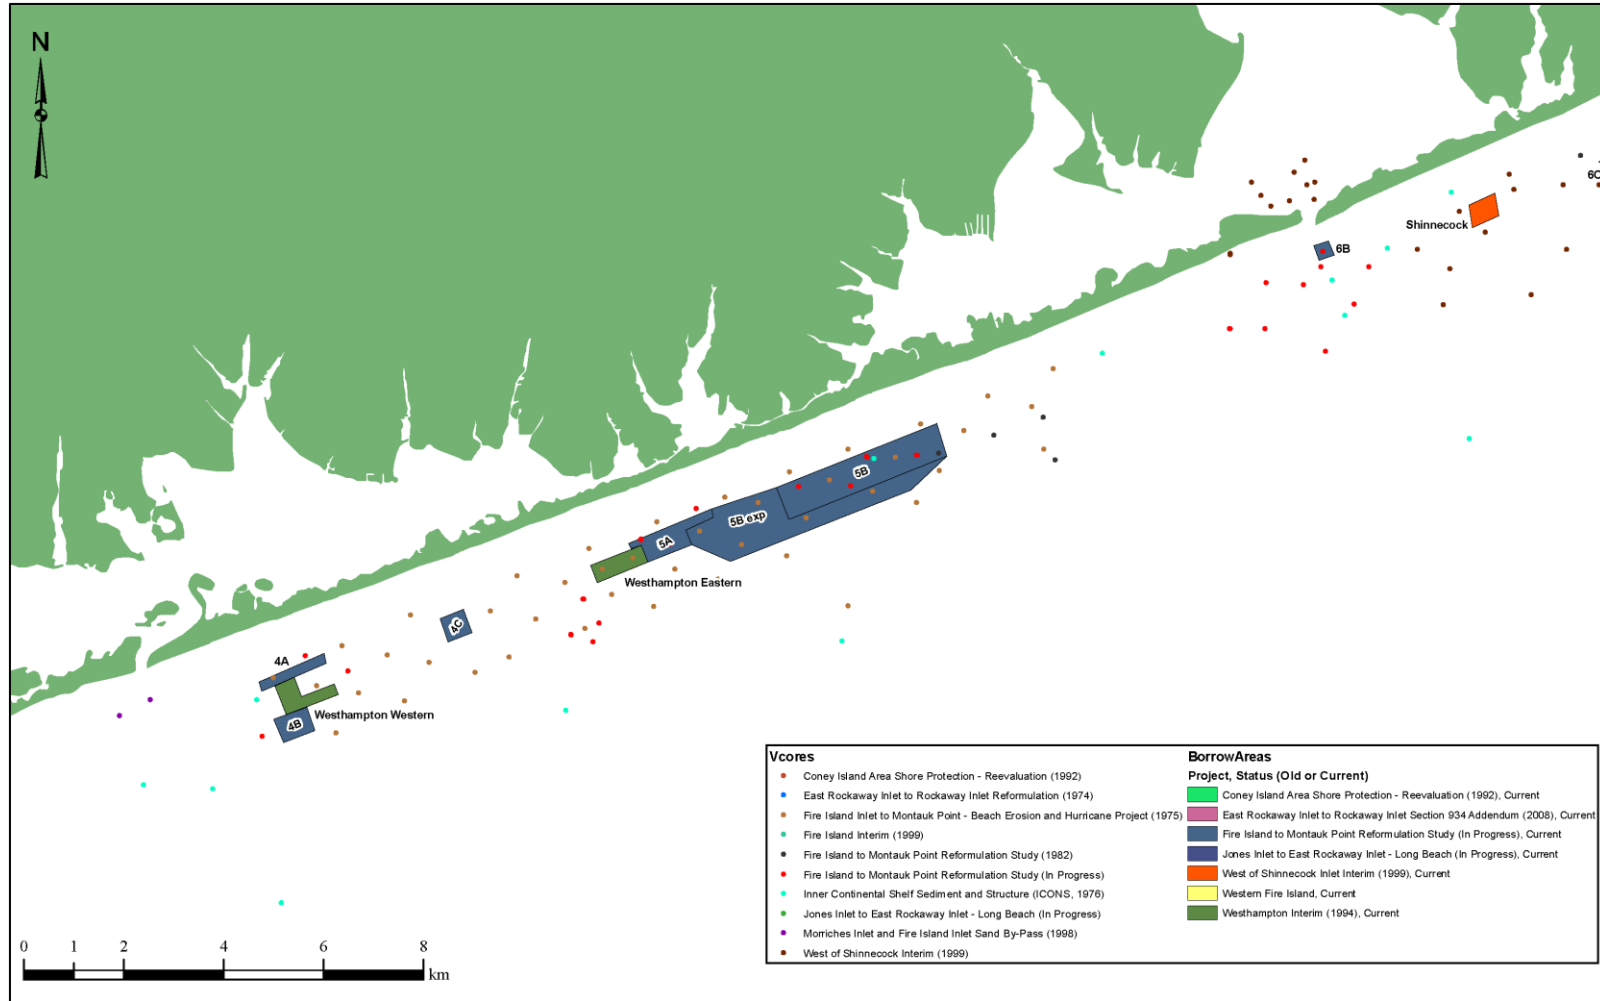 N
6C
Shinnecock
6B
5B
5B exp
5A
Westhampton Eastern
4C
4A
Westhampton Western
4B
Vcores
Coney Island Area Shore Protection - Reevaluation (1992)
East Rockaway Inlet to Rockaway Inlet Reformulation (1974)
Fire Island Inlet to Montauk Point - Beach Erosion and Hurricane Project (1975)
Fire Island Interim (1999)
Fire Island to Montauk Point Reformulation Study (1982)
Fire Island to Montauk Point Reformulation Study (In Progress)
Inner Continental Shelf Sediment and Structure (ICONS, 1976)
Jones Inlet to East Rockaway Inlet - Long Beach (In Progress)
Morriches Inlet and Fire Island Inlet Sand By-Pass (1998)
West of Shinnecock Interim (1999)
BorrowAreas
Project, Status (Old or Current)
Coney Island Area Shore Protection - Reevaluation (1992), Current
East Rockaway Inlet to Rockaway Inlet Section 934 Addendum (2008), Current
Fire Island to Montauk Point Reformulation Study (In Progress), Current
Jones Inlet to East Rockaway Inlet - Long Beach (In Progress), Current
West of Shinnecock Inlet Interim (1999), Current
Western Fire Island, Current
Westhampton Interim (1994), Current
0 1 2 4 6 8
km